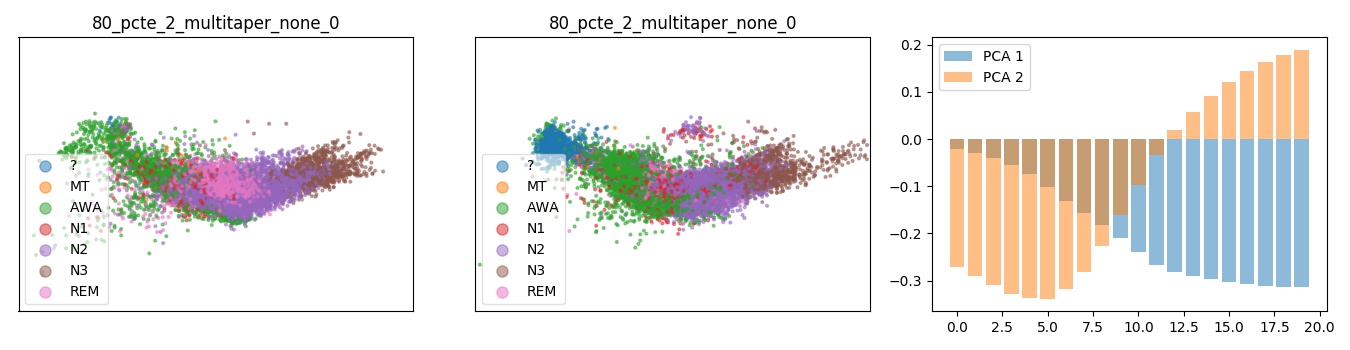 80_pcte_2_multitaper_none_0
?
MT
AWA
N1
N2
N3
REM
80_pcte_2_multitaper_none_0
?
MT
AWA
N1
N2
N3
REM
PCA 1
PCA 2
0.2
0.1
0.0
−0.1
−0.2
−0.3
0.0 2.5 5.0 7.5 10.0 12.5 15.0 17.5 20.0